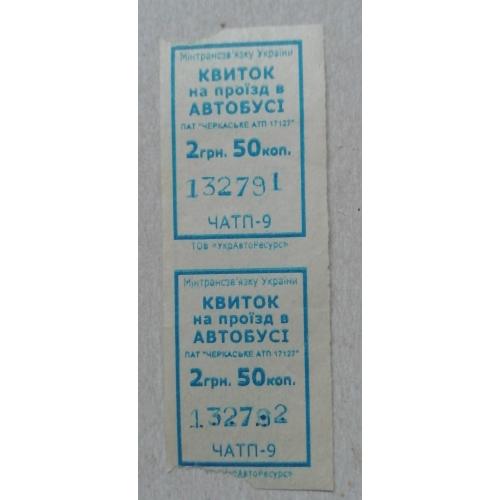 Мінтрансзв'язку України
КВИТОК
на проїзд в
АВТОБУСІ
ПАТ "ЧЕРКАСЬКЕ АТП 17127"
2грн. 50коп.
132791
ЧАТП-9
ТОВ «УкрАвтоРесурс»
Мінтрансзв'язку України
КВИТОК
на проїзд в
АВТОБУСІ
ПАТ "ЧЕРКАСЬКЕ АТП 17127"
2грн. 50коп.
132792
ЧАТП-9
«УкрАвтоРесурс»